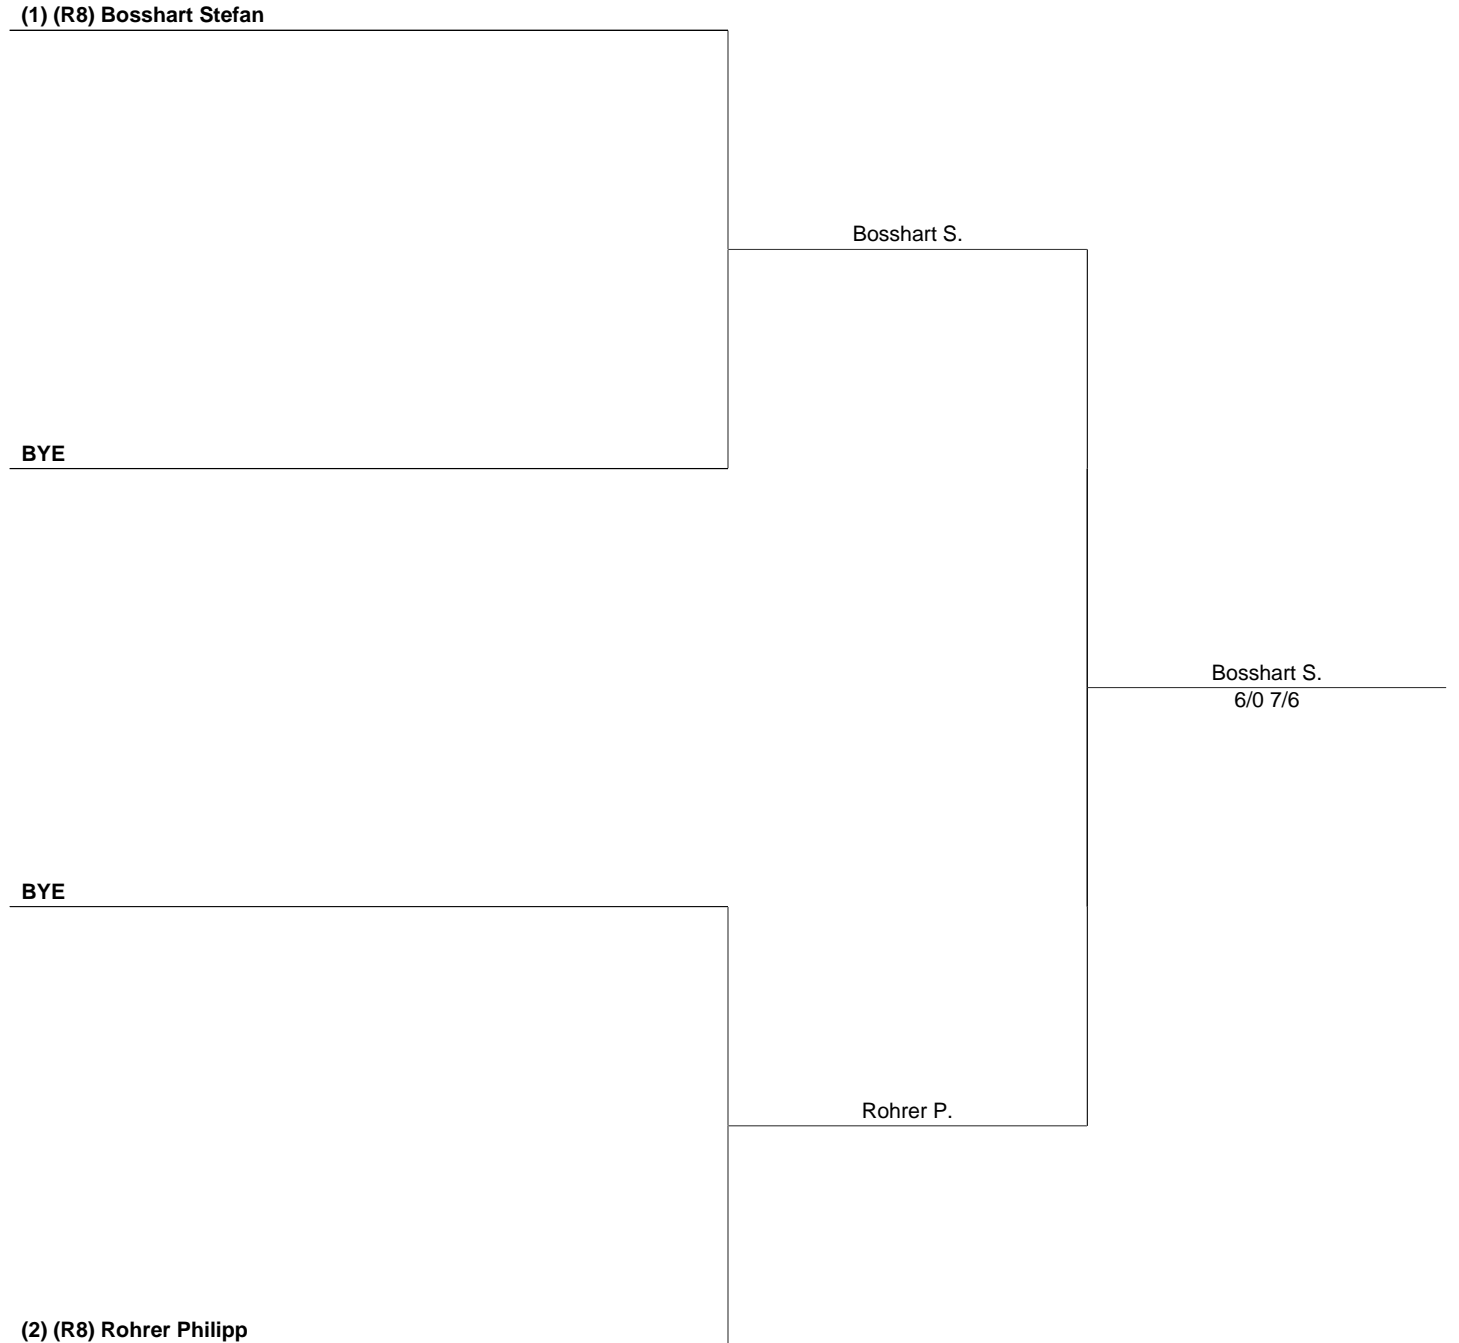 (1) (R8) Bosshart Stefan
Bosshart S.
BYE
Bosshart S.
6/0 7/6
BYE
Rohrer P.
(2) (R8) Rohrer Philipp